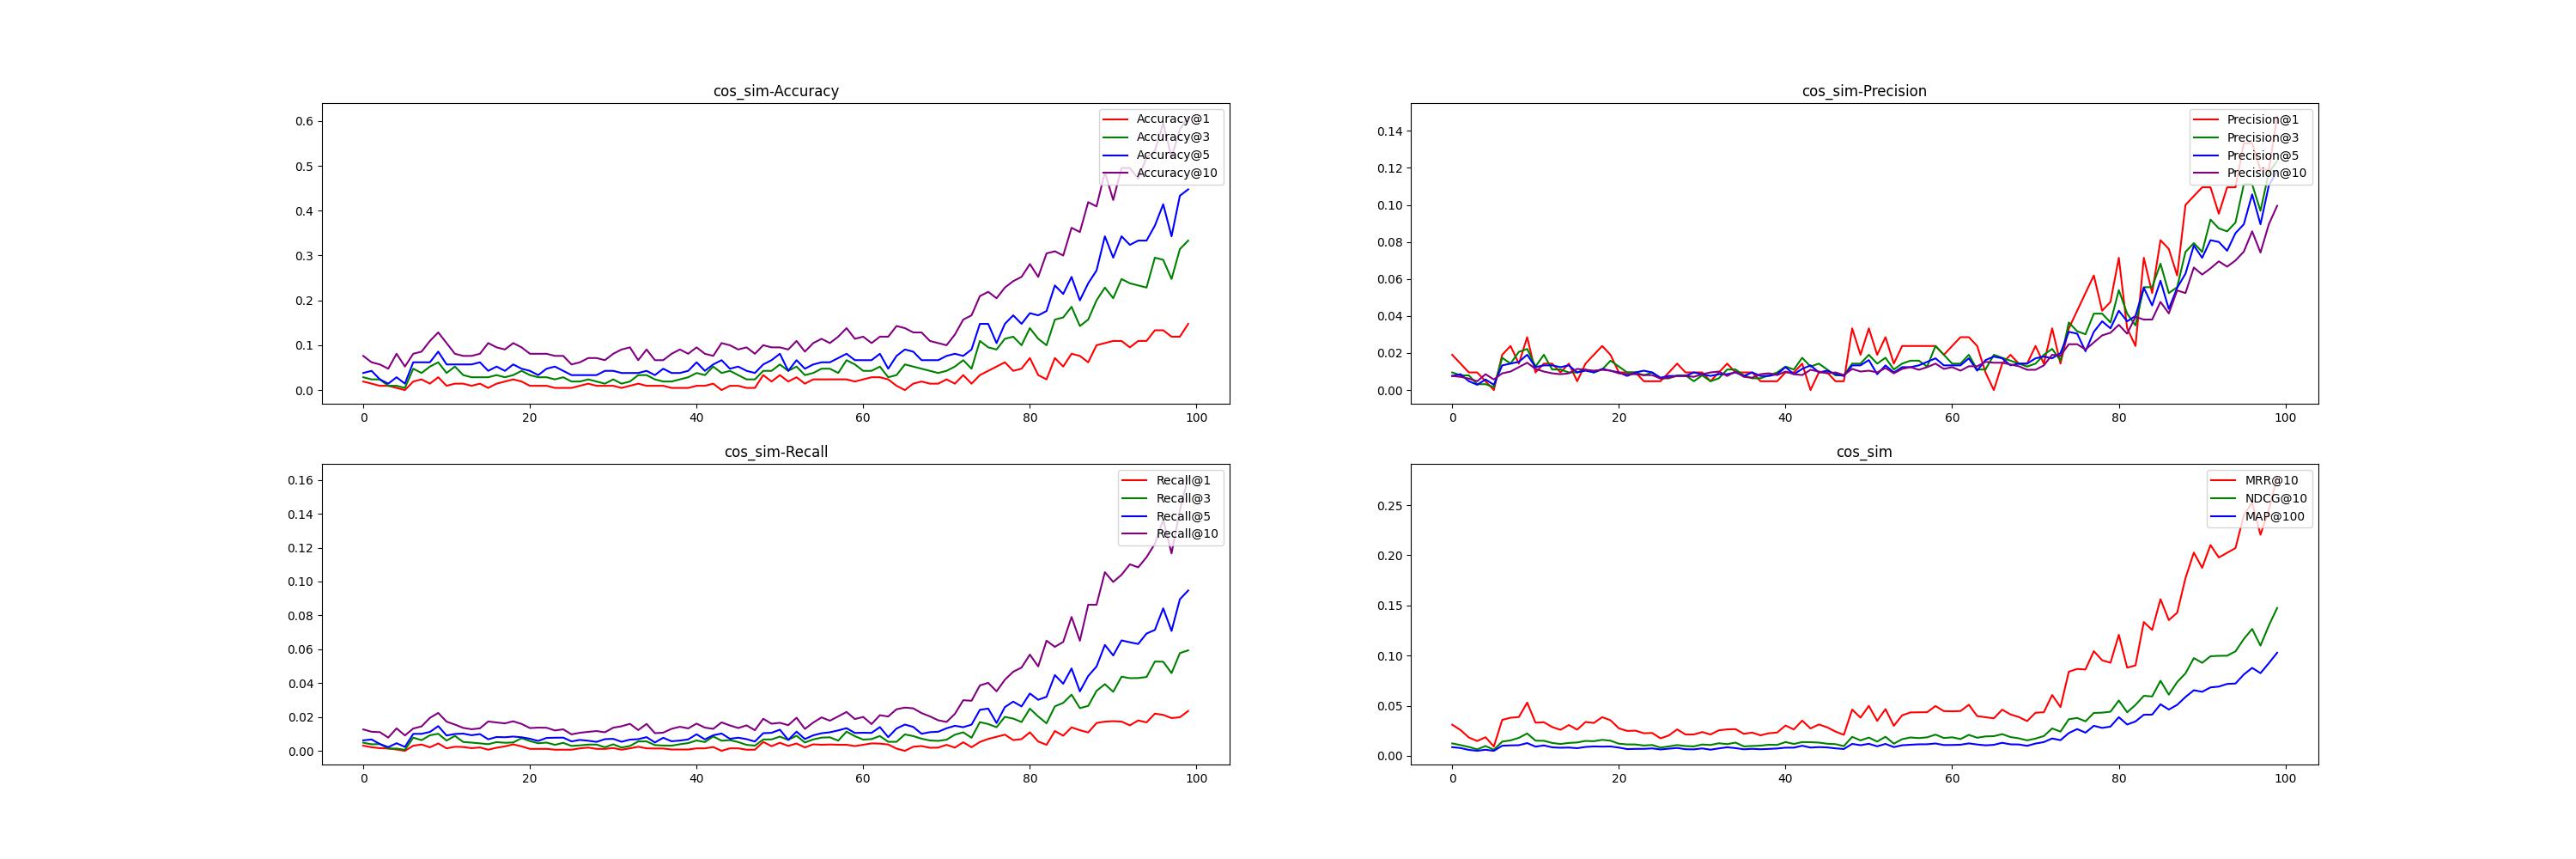 cos_sim-Accuracy
0.6
0.5
0.4
0.3
0.2
0.1
0.0
0 20 40 60 80 100
Accuracy@1
Accuracy@3
Accuracy@5
Accuracy@10
cos_sim-Precision
0.14
0.12
0.10
0.08
0.06
0.04
0.02
0.00
0 20 40 60 80 100
Precision@1
Precision@3
Precision@5
Precision@10
cos_sim-Recall
0.16
0.14
0.12
0.10
0.08
0.06
0.04
0.02
0.00
0 20 40 60 80 100
Recall@1
Recall@3
Recall@5
Recall@10
cos_sim
0.25
0.20
0.15
0.10
0.05
0.00
0 20 40 60 80 100
MRR@10
NDCG@10
MAP@100